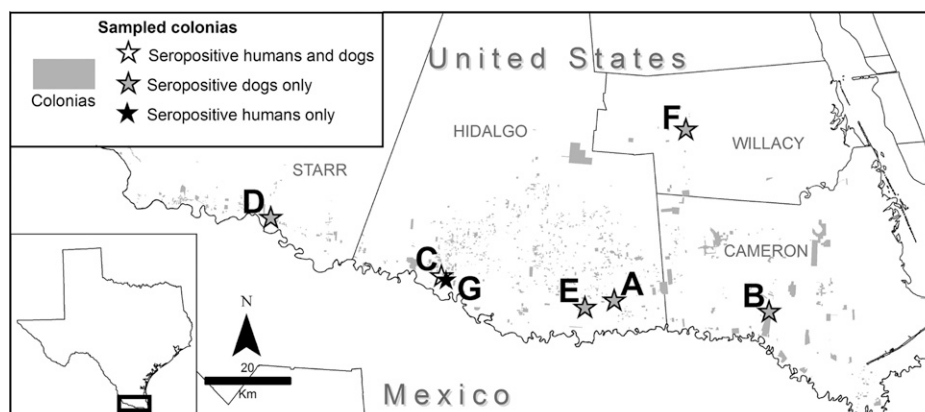 Sampled colonias
Seropositive humans and dogs
Seropositive dogs only
Seropositive humans only
Colonias
United States
F
HIDALGO
WILLACY
STARR
D
CAMERON
C
G
E
A
B
N
20
Km
Mexico